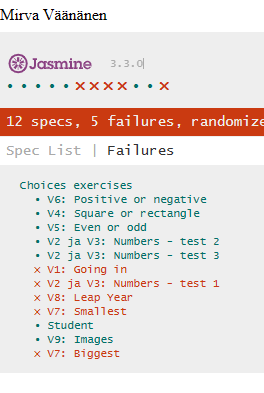 Mirva Väänänen
Jasmine 3.3.0
• • • • • × × × × • • ×
12 specs, 5 failures, randomize
Spec List | Failures
Choices exercises
• V6: Positive or negative
• V4: Square or rectangle
• V5: Even or odd
• V2 ja V3: Numbers - test 2
• V2 ja V3: Numbers - test 3
× V1: Going in
× V2 ja V3: Numbers - test 1
× V8: Leap Year
× V7: Smallest
• Student
• V9: Images
× V7: Biggest